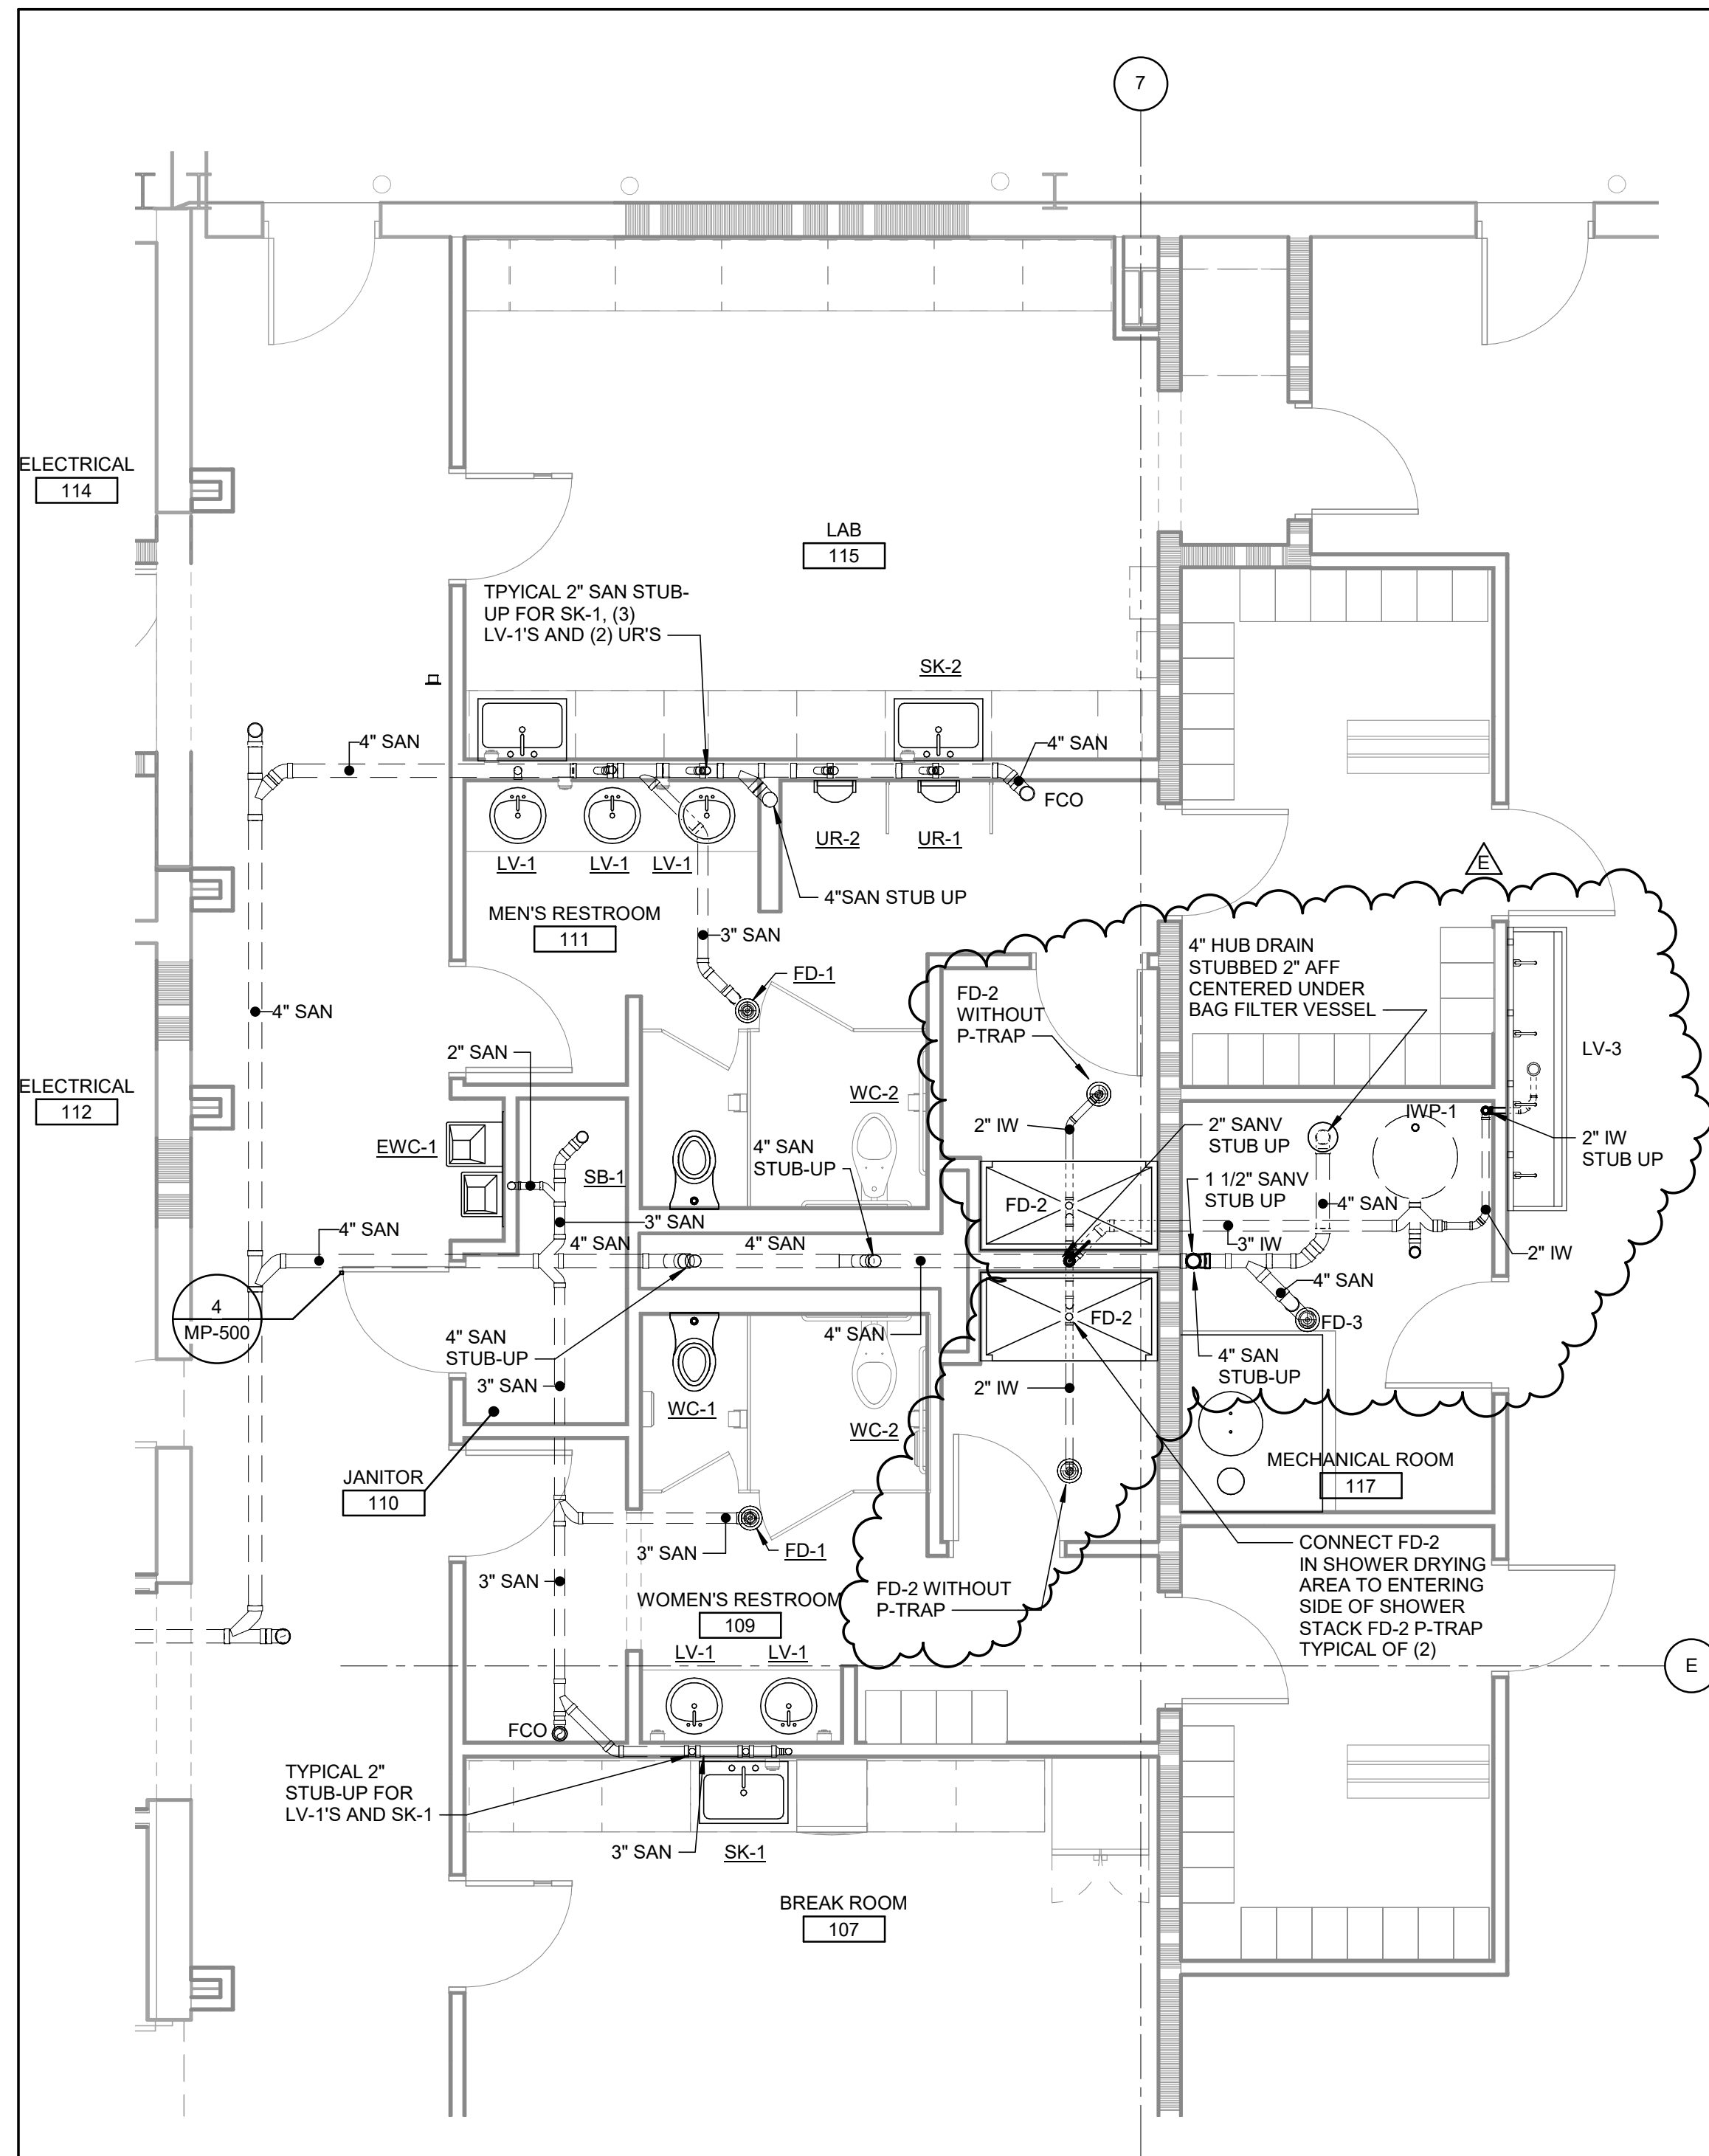 7
ELECTRICAL
114
LAB
115
TPYICAL 2" SAN STUB-
UP FOR SK-1, (3)
LV-1'S AND (2) UR'S
SK-2
4" SAN
4" SAN
FCO
UR-2
UR-1
LV-1
LV-1
LV-1
4"SAN STUB UP
MEN'S RESTROOM
111
3" SAN
FD-1
E
4" HUB DRAIN
STUBBED 2" AFF
CENTERED UNDER
BAG FILTER VESSEL
FD-2
WITHOUT
P-TRAP
4" SAN
LV-3
2" SAN
ELECTRICAL
112
WC-2
IWP-1
2" IW
2" SANV
STUB UP
2" IW
STUB UP
EWC-1
SB-1
4" SAN
STUB-UP
1 1/2" SANV
STUB UP
FD-2
4" SAN
3" SAN
4" SAN
4" SAN
4" SAN
3" IW
2" IW
4" SAN
4
MP-500
FD-2
FD-3
4" SAN
4" SAN
STUB-UP
4" SAN
STUB-UP
3" SAN
2" IW
WC-1
WC-2
MECHANICAL ROOM
117
JANITOR
110
3" SAN
FD-1
CONNECT FD-2
IN SHOWER DRYING
AREA TO ENTERING
SIDE OF SHOWER
STACK FD-2 P-TRAP
TYPICAL OF (2)
3" SAN
FD-2 WITHOUT
P-TRAP
WOMEN'S RESTROOM
109
LV-1
LV-1
E
FCO
TYPICAL 2"
STUB-UP FOR
LV-1'S AND SK-1
3" SAN
SK-1
BREAK ROOM
107